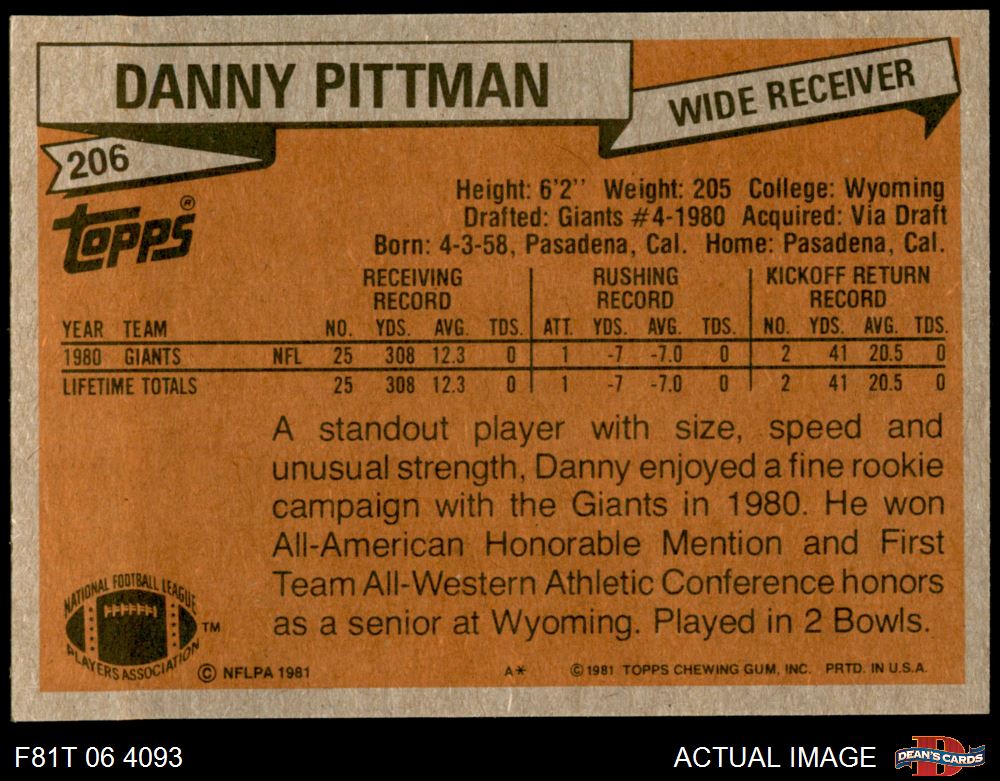 DANNY PITTMAN
WIDE RECEIVER
206
TOPPS®
Height: 6'2'' Weight: 205 College: Wyoming
Drafted: Giants #4-1980 Acquired: Via Draft
Born: 4-3-58, Pasadena, Cal. Home: Pasadena, Cal.
RECEIVING RECORD RUSHING RECORD KICKOFF RETURN RECORD
YEAR TEAM NO. YDS. AVG. TDS. ATT. YDS. AVG. TDS. NO. YDS. AVG. TDS.
1980 GIANTS NFL 25 308 12.3 0 1 -7 -7.0 0 2 41 20.5 0
LIFETIME TOTALS 25 308 12.3 0 1 -7 -7.0 0 2 41 20.5 0
A standout player with size, speed and
unusual strength, Danny enjoyed a fine rookie
campaign with the Giants in 1980. He won
All-American Honorable Mention and First
Team All-Western Athletic Conference honors
as a senior at Wyoming. Played in 2 Bowls.
NATIONAL FOOTBALL LEAGUE
PLAYERS ASSOCIATION TM
© NFLPA 1981 A* © 1981 TOPPS CHEWING GUM, INC. PRTD. IN U.S.A.
F81T 06 4093 ACTUAL IMAGE D DEAN'S CARDS